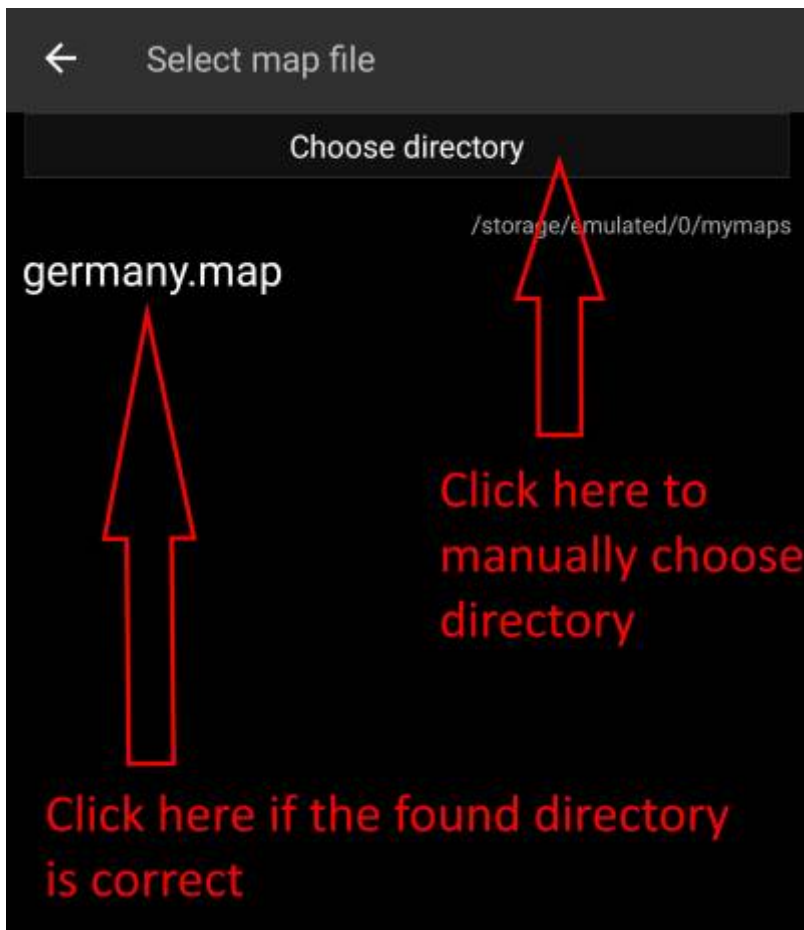 Select map file
Choose directory
/storage/emulated/0/mymaps
germany.map
Click here to
manually choose
directory
Click here if the found directory
is correct